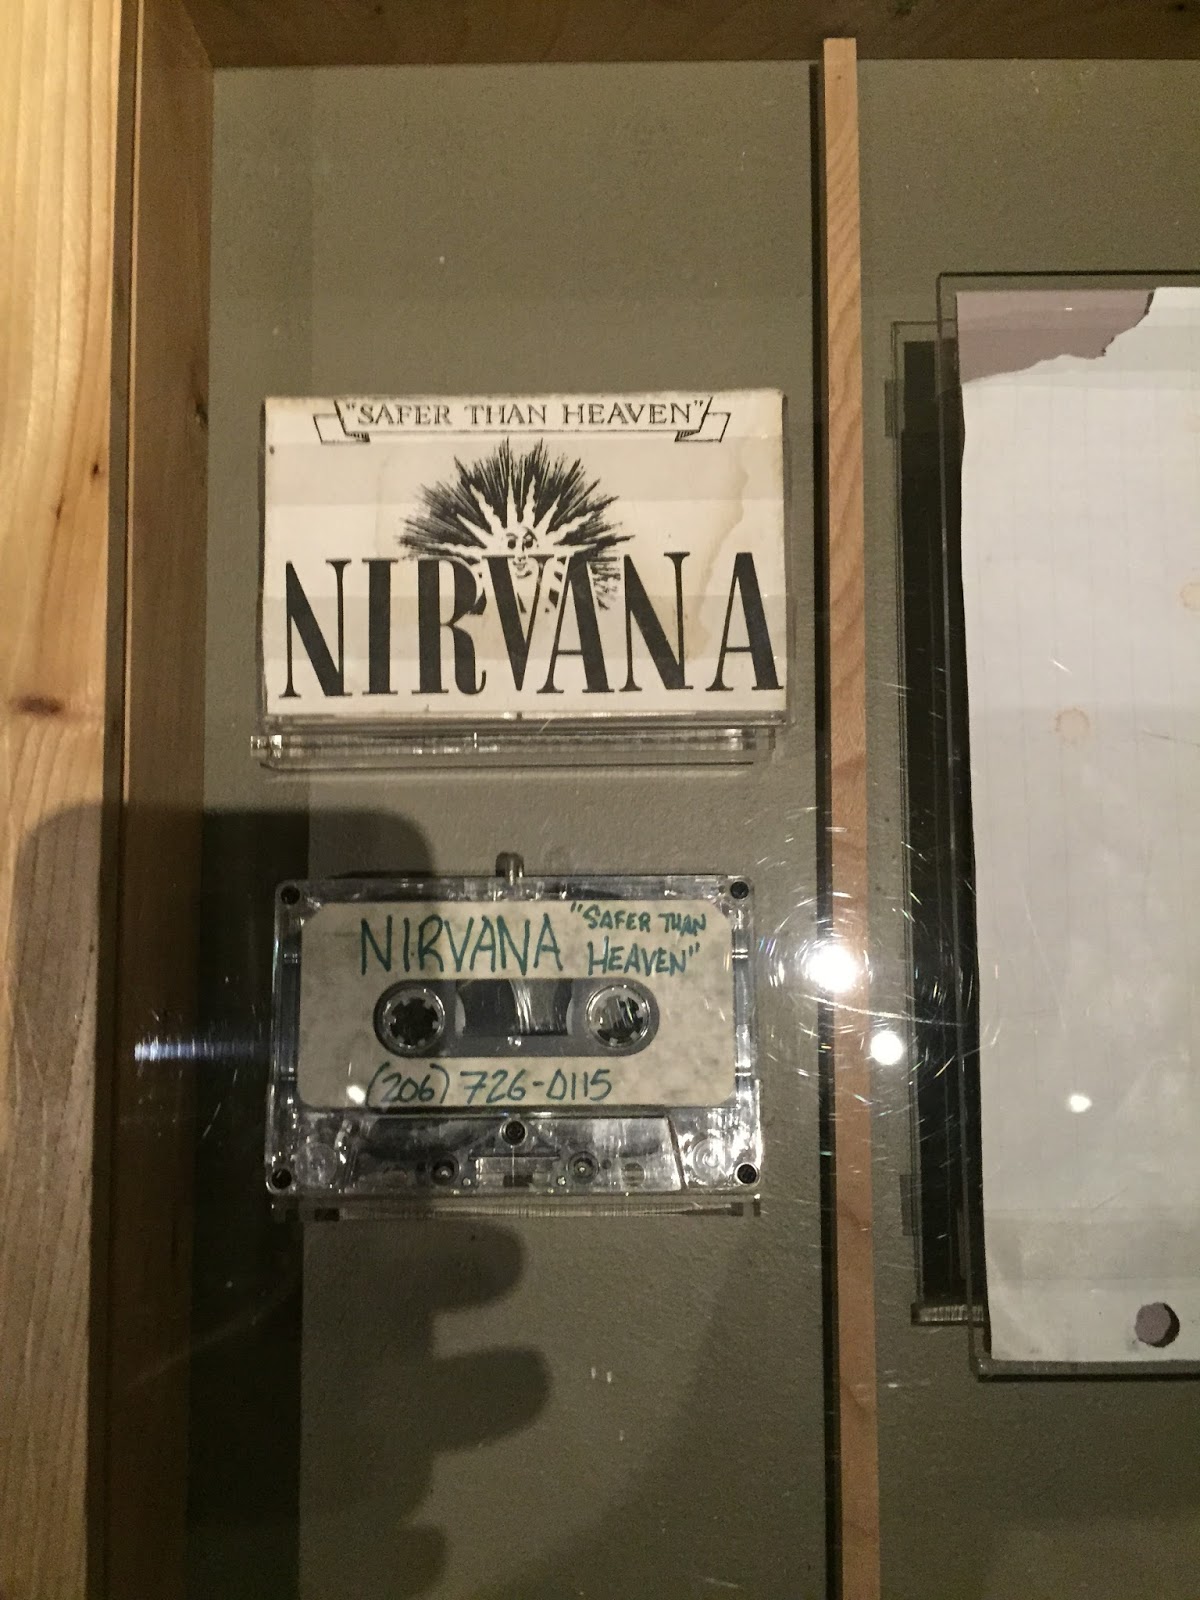 "SAFER THAN HEAVEN"
NIRVANA
NIRVANA "SAFER THAN
HEAVEN"
(206) 726-0115